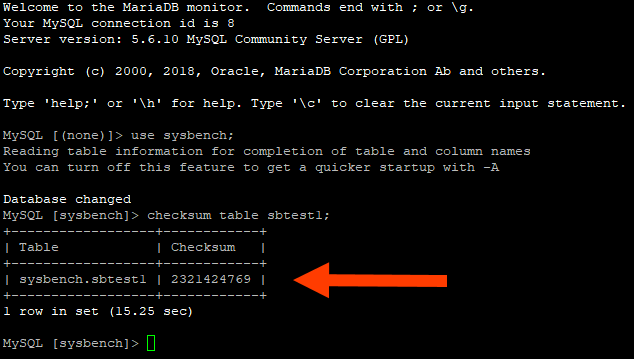 Welcome to the MariaDB monitor.  Commands end with ; or \g.
Your MySQL connection id is 8
Server version: 5.6.10 MySQL Community Server (GPL)
Copyright (c) 2000, 2018, Oracle, MariaDB Corporation Ab and others.
Type 'help;' or '\h' for help. Type '\c' to clear the current input statement.
MySQL [(none)]> use sysbench;
Reading table information for completion of table and column names
You can turn off this feature to get a quicker startup with -A
Database changed
MySQL [sysbench]> checksum table sbtest1;
+------------------+------------+
| Table            | Checksum   |
+------------------+------------+
| sysbench.sbtest1 | 2321424769 |
+------------------+------------+
1 row in set (15.25 sec)
MySQL [sysbench]>